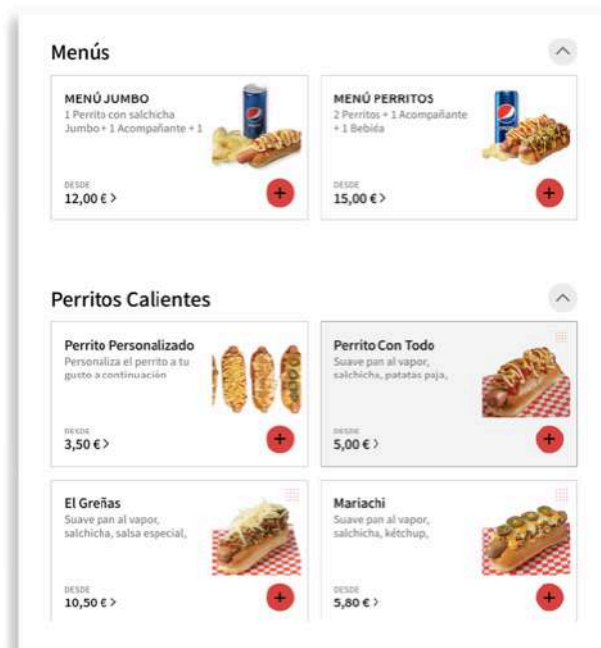 Menús
MENÚ JUMBO
1 Perrito con salchicha
Jumbo + 1 Acompañante + 1
DESDE
12,00 € >
MENÚ PERRITOS
2 Perritos + 1 Acompañante
+ 1 Bebida
DESDE
15,00 € >
Perritos Calientes
Perrito Personalizado
Personaliza el perrito a tu
gusto a continuación
DESDE
3,50 € >
Perrito Con Todo
Suave pan al vapor,
salchicha, patatas paja,
DESDE
5,00 € >
El Greñas
Suave pan al vapor,
salchicha, salsa especial,
DESDE
10,50 € >
Mariachi
Suave pan al vapor,
salchicha, kétchup,
DESDE
5,80 € >